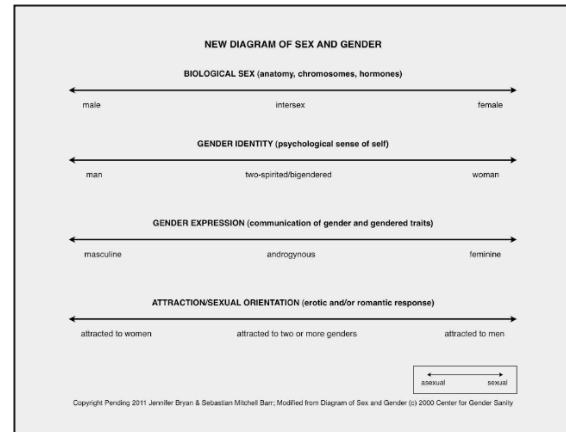 NEW DIAGRAM OF SEX AND GENDER
BIOLOGICAL SEX (anatomy, chromosomes, hormones)
male intersex female
GENDER IDENTITY (psychological sense of self)
man two-spirited/bigendered woman
GENDER EXPRESSION (communication of gender and gendered traits)
masculine androgynous feminine
ATTRACTION/SEXUAL ORIENTATION (erotic and/or romantic response)
attracted to women attracted to two or more genders attracted to men
asexual sexual
Copyright Pending 2011 Jennifer Bryan & Sebastian Mitchell Barr; Modified from Diagram of Sex and Gender (c) 2000 Center for Gender Sanity